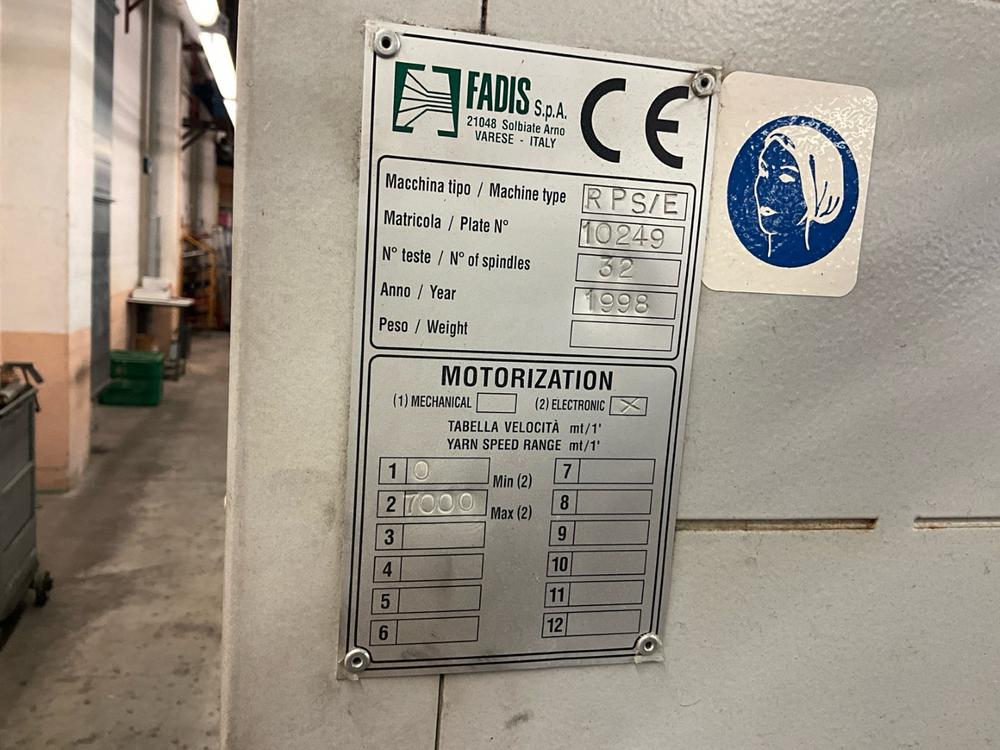 FADIS S.p.A.
21048 Solbiate Arno
VARESE - ITALY
CE
Macchina tipo / Machine type RPS/E
Matricola / Plate N° 10249
N° teste / N° of spindles 32
Anno / Year 1998
Peso / Weight
MOTORIZATION
(1) MECHANICAL (2) ELECTRONIC X
TABELLA VELOCITÀ mt/1'
YARN SPEED RANGE mt/1'
1 0 Min (2) 7
2 1000 Max (2) 8
3 9
4 10
5 11
6 12